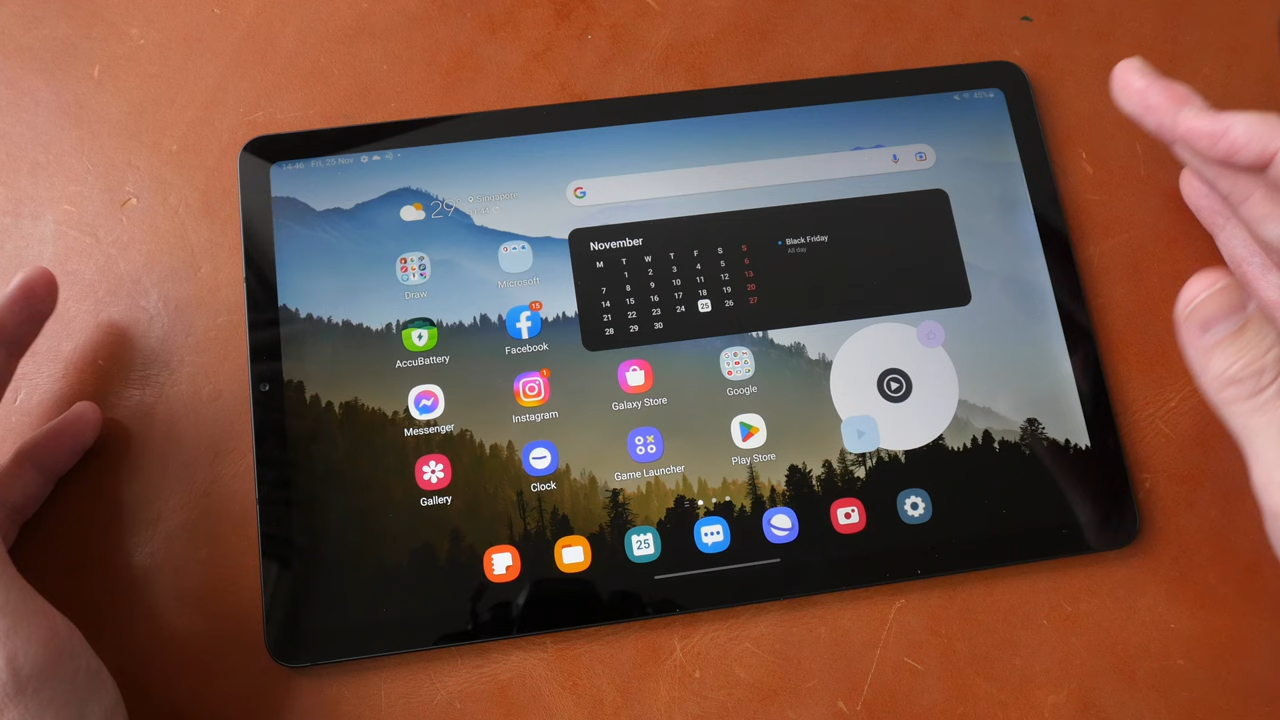 14:46 Fri, 25 Nov
45%
29°
Singapore
Draw
Microsoft
November
M T W T F S S
1 2 3 4 5 6
7 8 9 10 11 12 13
14 15 16 17 18 19 20
21 22 23 24 25 26 27
28 29 30
Black Friday
All day
AccuBattery
15
Facebook
Messenger
1
Instagram
Galaxy Store
Google
Gallery
Clock
Game Launcher
Play Store
25